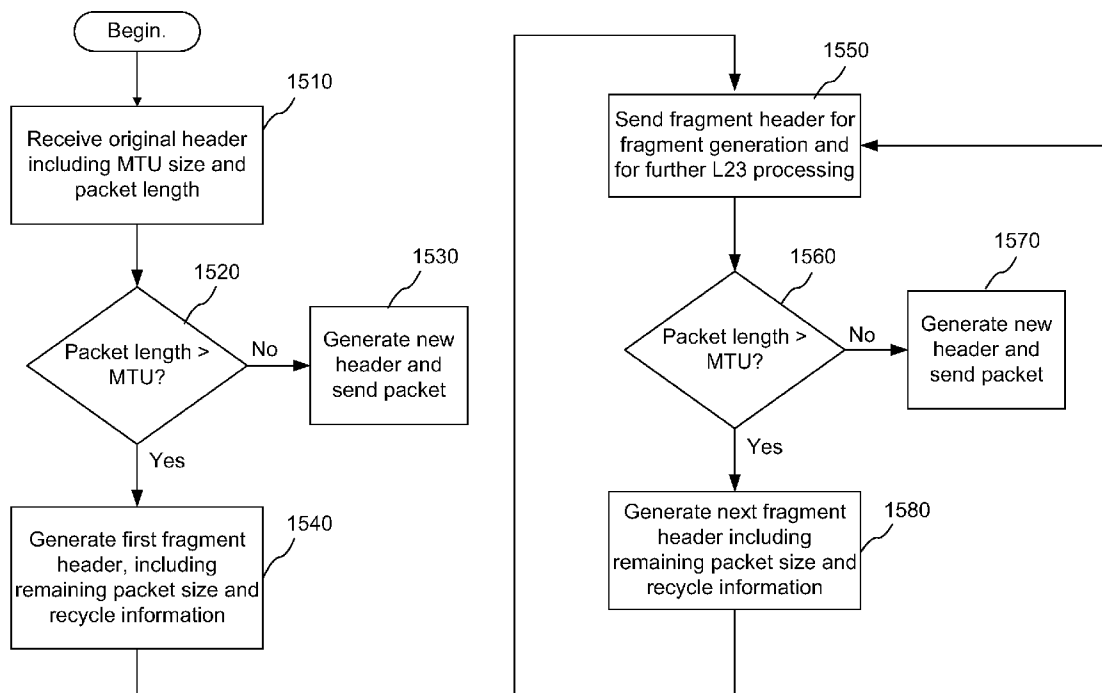 Begin.
1510
Receive original header
including MTU size and
packet length
1520
Packet length >
MTU?
No
Yes
1530
Generate new
header and
send packet
1540
Generate first fragment
header, including
remaining packet size and
recycle information
1550
Send fragment header for
fragment generation and
for further L23 processing
1560
Packet length >
MTU?
No
Yes
1570
Generate new
header and
send packet
1580
Generate next fragment
header including
remaining packet size and
recycle information